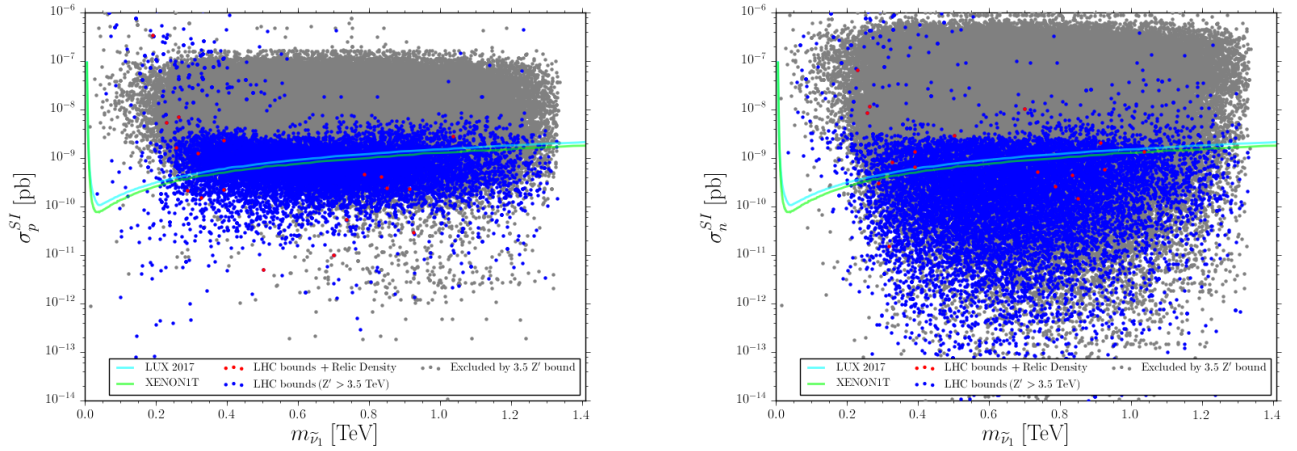 10⁻⁶
10⁻⁷
10⁻⁸
10⁻⁹
10⁻¹⁰
10⁻¹¹
10⁻¹²
10⁻¹³
10⁻¹⁴
σ_p^{SI} [pb]
LUX 2017
XENON1T
LHC bounds + Relic Density
LHC bounds (Z′ > 3.5 TeV)
Excluded by 3.5 Z′ bound
0.0 0.2 0.4 0.6 0.8 1.0 1.2 1.4
m_{ν̃₁} [TeV]
10⁻⁶
10⁻⁷
10⁻⁸
10⁻⁹
10⁻¹⁰
10⁻¹¹
10⁻¹²
10⁻¹³
10⁻¹⁴
σ_n^{SI} [pb]
LUX 2017
XENON1T
LHC bounds + Relic Density
LHC bounds (Z′ > 3.5 TeV)
Excluded by 3.5 Z′ bound
0.0 0.2 0.4 0.6 0.8 1.0 1.2 1.4
m_{ν̃₁} [TeV]